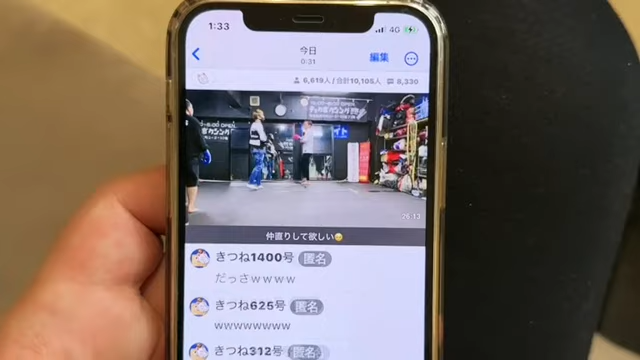 1:33
4G
今日
0:31
編集
6,619人 / 合計10,105人 8,330
26:13
仲直りして欲しい🥺
きつね1400号 匿名
だっさｗｗｗｗ
きつね625号 匿名
wwwwwwwww
きつね312号 匿名